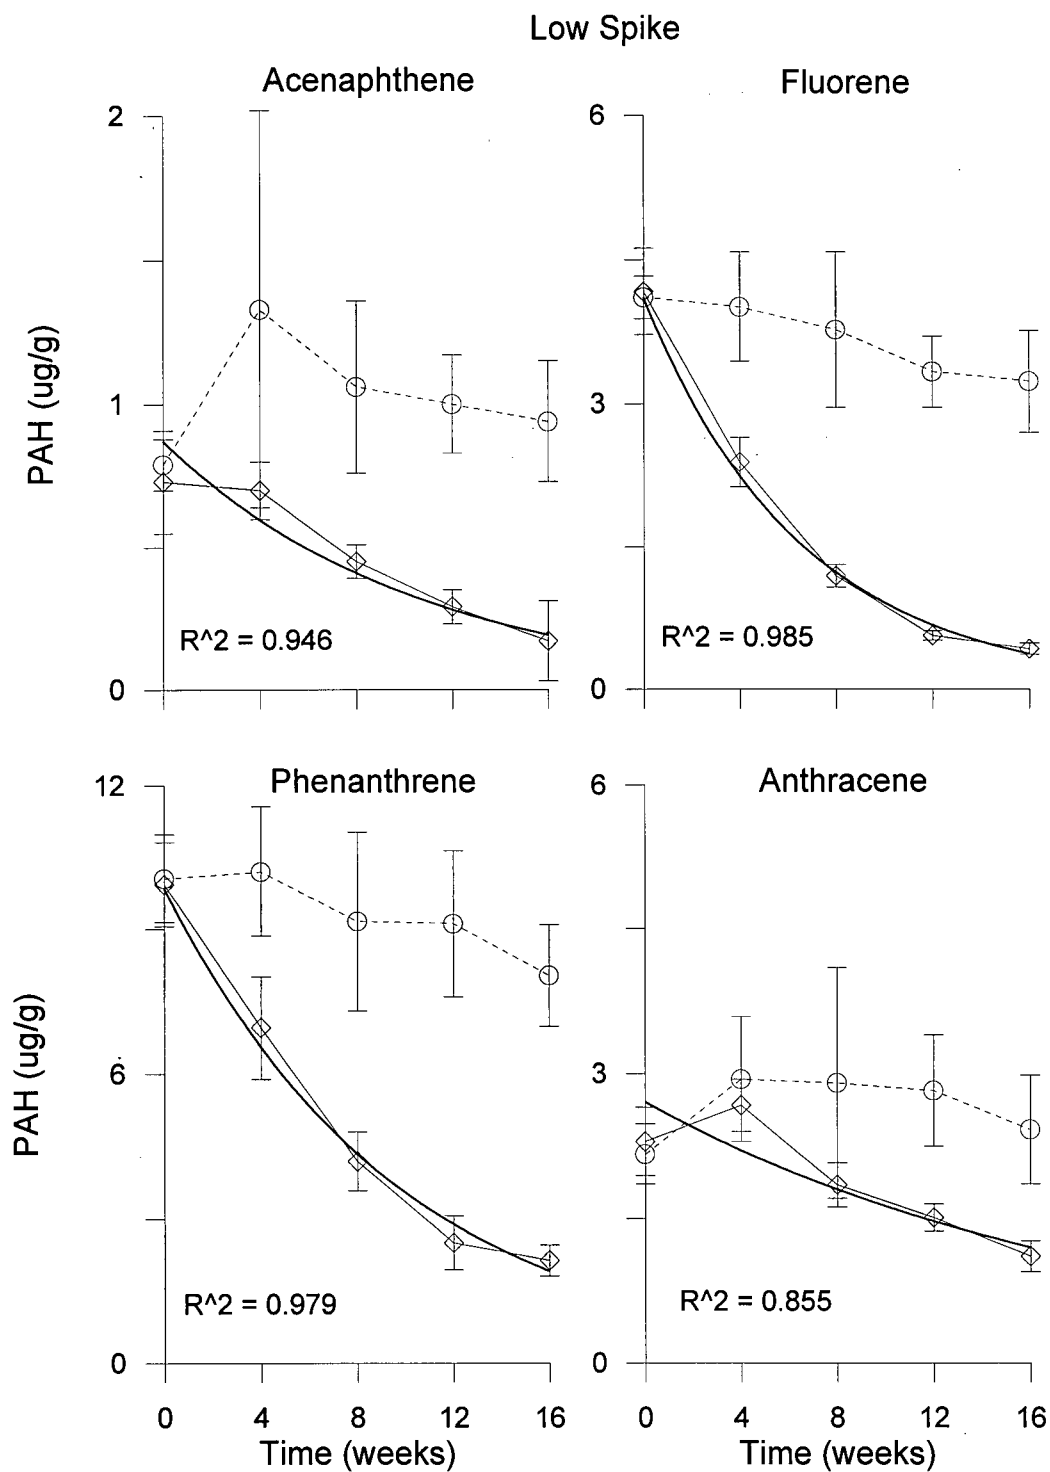 Low Spike
Acenaphthene
Fluorene
2
1
0
PAH (ug/g)
R^2 = 0.946
6
3
0
R^2 = 0.985
Phenanthrene
Anthracene
12
6
0
PAH (ug/g)
R^2 = 0.979
6
3
0
R^2 = 0.855
0 4 8 12 16
0 4 8 12 16
Time (weeks)
Time (weeks)